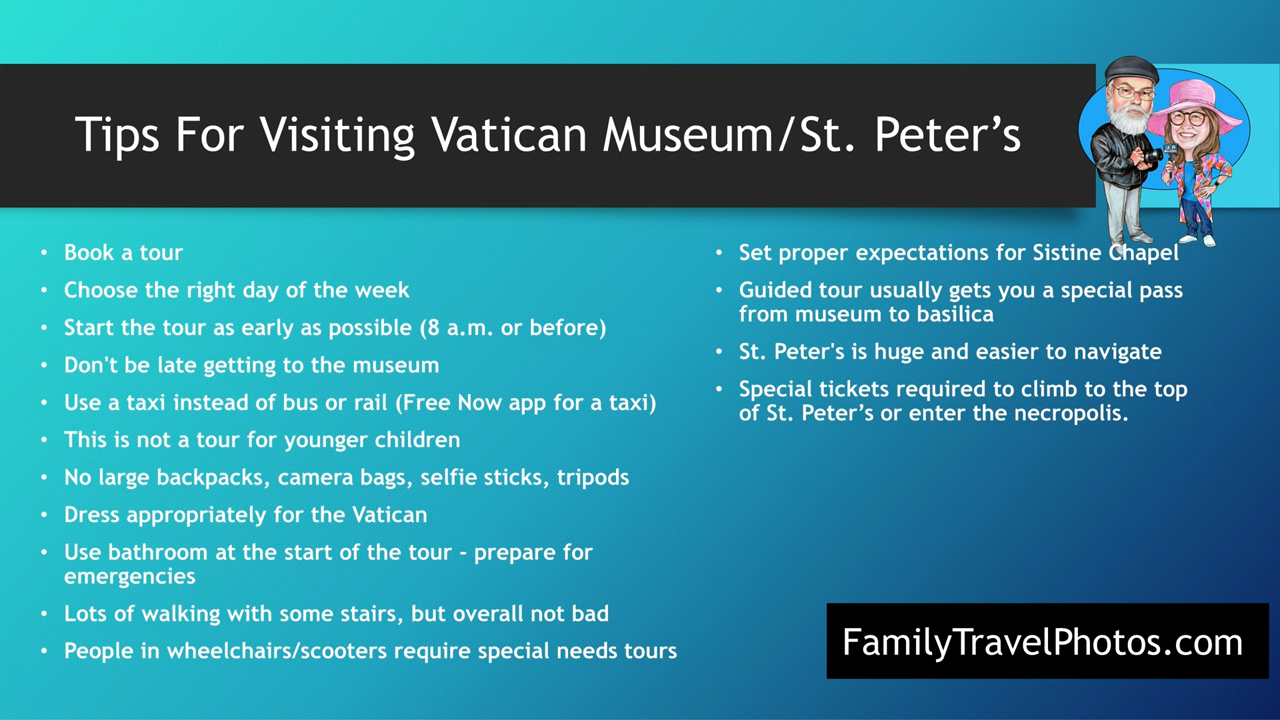 Tips For Visiting Vatican Museum/St. Peter’s
• Book a tour
• Choose the right day of the week
• Start the tour as early as possible (8 a.m. or before)
• Don't be late getting to the museum
• Use a taxi instead of bus or rail (Free Now app for a taxi)
• This is not a tour for younger children
• No large backpacks, camera bags, selfie sticks, tripods
• Dress appropriately for the Vatican
• Use bathroom at the start of the tour - prepare for
emergencies
• Lots of walking with some stairs, but overall not bad
• People in wheelchairs/scooters require special needs tours
• Set proper expectations for Sistine Chapel
• Guided tour usually gets you a special pass
from museum to basilica
• St. Peter's is huge and easier to navigate
• Special tickets required to climb to the top
of St. Peter’s or enter the necropolis.
FamilyTravelPhotos.com